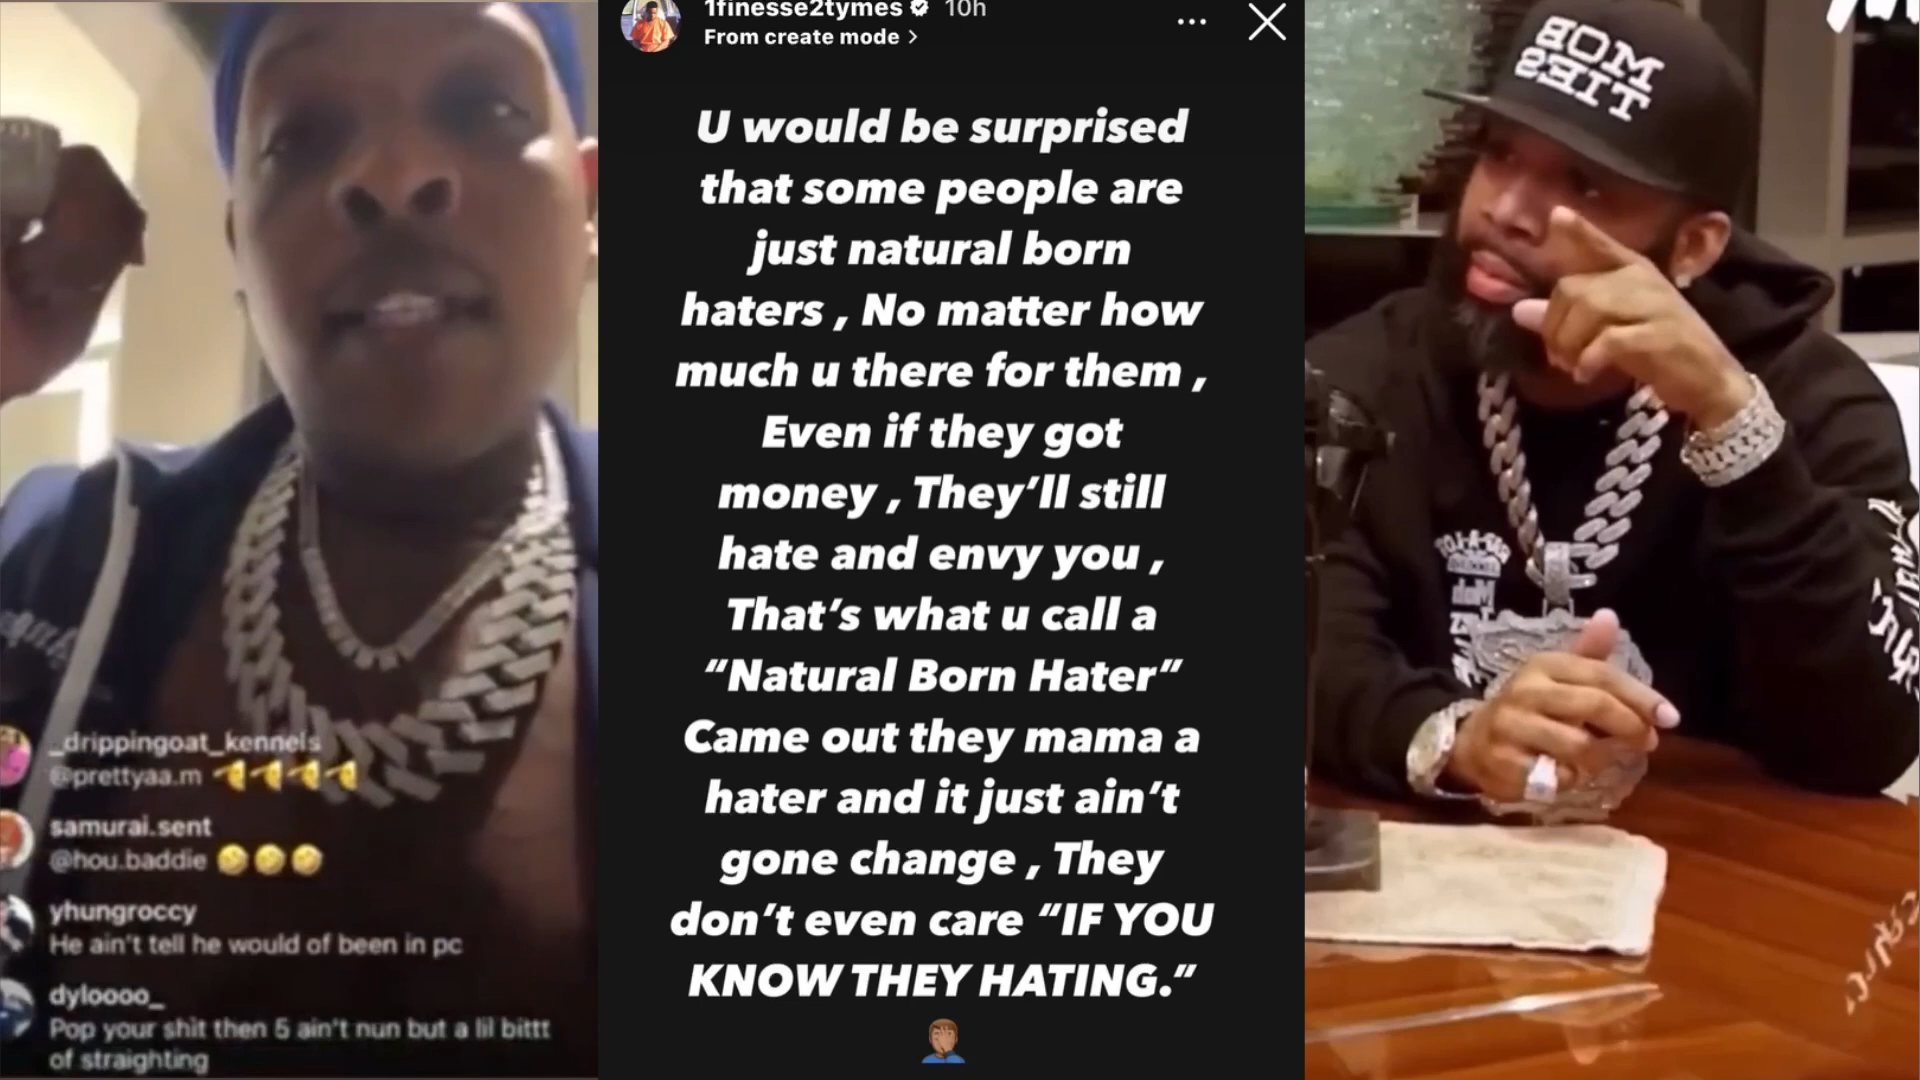 _drippingoat_kennels
@prettyaa.m
samurai.sent
@hou.baddie
yhungroccy
He ain't tell he would of been in pc
dyloooo_
Pop your shit then 5 ain't nun but a lil bittt
of straighting
1finesse2tymes 10h
From create mode >
U would be surprised
that some people are
just natural born
haters , No matter how
much u there for them ,
Even if they got
money , They'll still
hate and envy you ,
That's what u call a
“Natural Born Hater”
Came out they mama a
hater and it just ain't
gone change , They
don't even care “IF YOU
KNOW THEY HATING.”
MOB
TIES